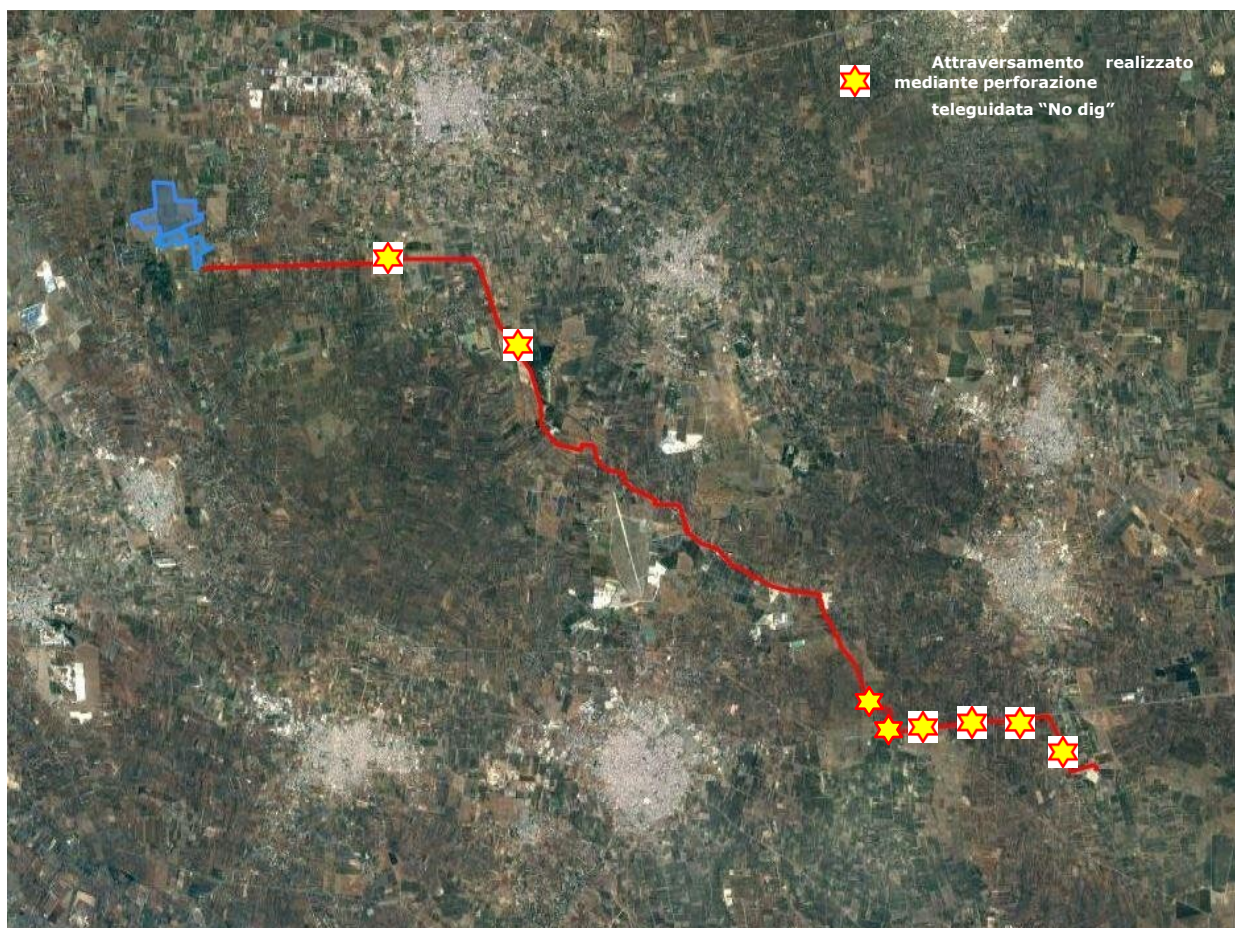 Attraversamento realizzato
mediante perforazione
teleguidata “No dig”